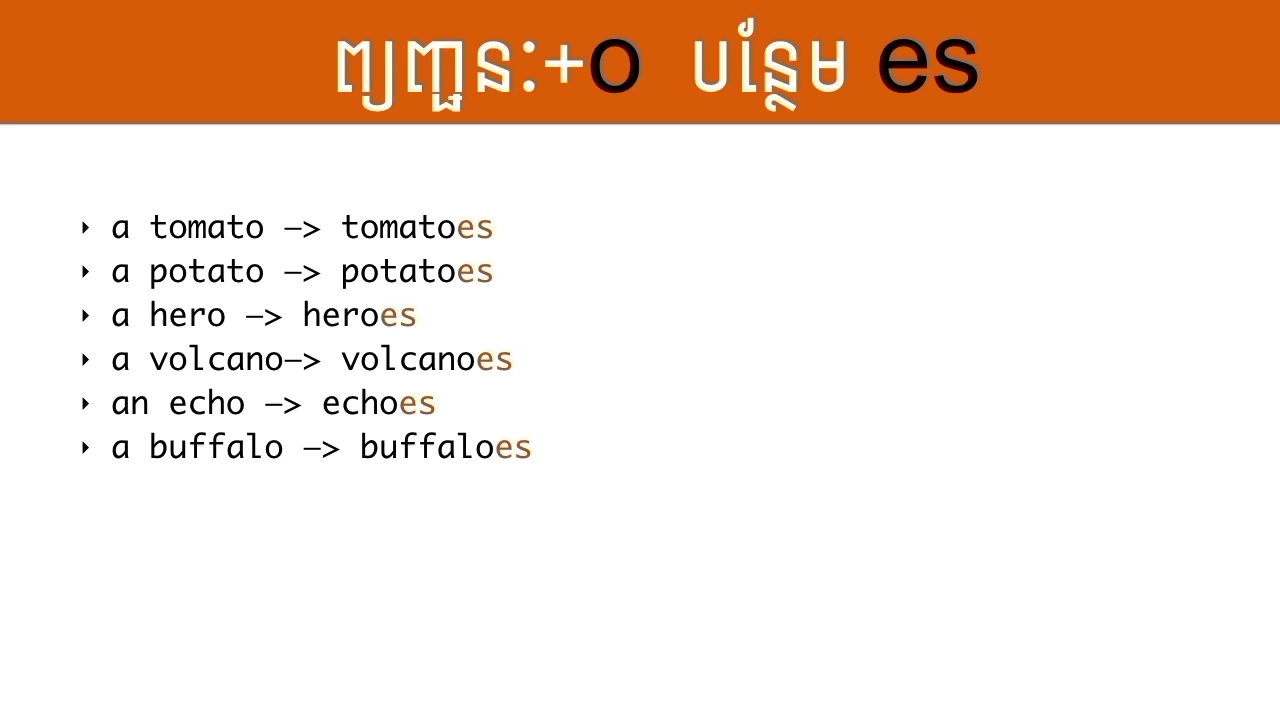 ព្យញ្ជនៈ+o បន្ថែម es
‣ a tomato —> tomatoes
‣ a potato —> potatoes
‣ a hero —> heroes
‣ a volcano—> volcanoes
‣ an echo —> echoes
‣ a buffalo —> buffaloes